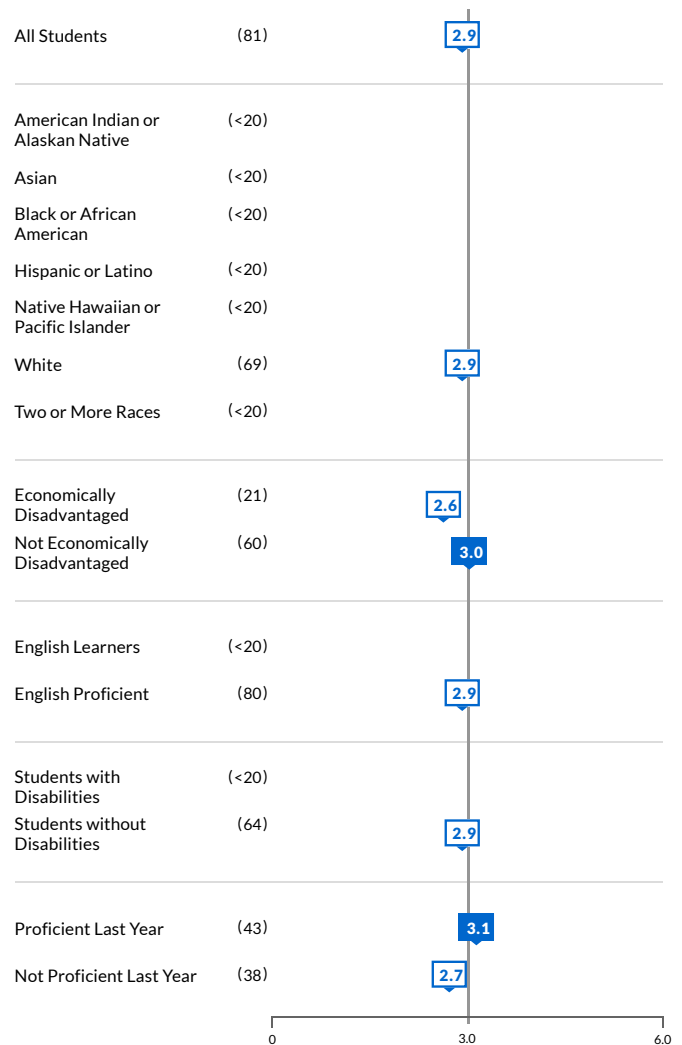 All Students (81) 2.9
American Indian or (<20)
Alaskan Native
Asian (<20)
Black or African (<20)
American
Hispanic or Latino (<20)
Native Hawaiian or (<20)
Pacific Islander
White (69) 2.9
Two or More Races (<20)
Economically (21) 2.6
Disadvantaged
Not Economically (60) 3.0
Disadvantaged
English Learners (<20)
English Proficient (80) 2.9
Students with (<20)
Disabilities
Students without (64) 2.9
Disabilities
Proficient Last Year (43) 3.1
Not Proficient Last Year (38) 2.7
0 3.0 6.0